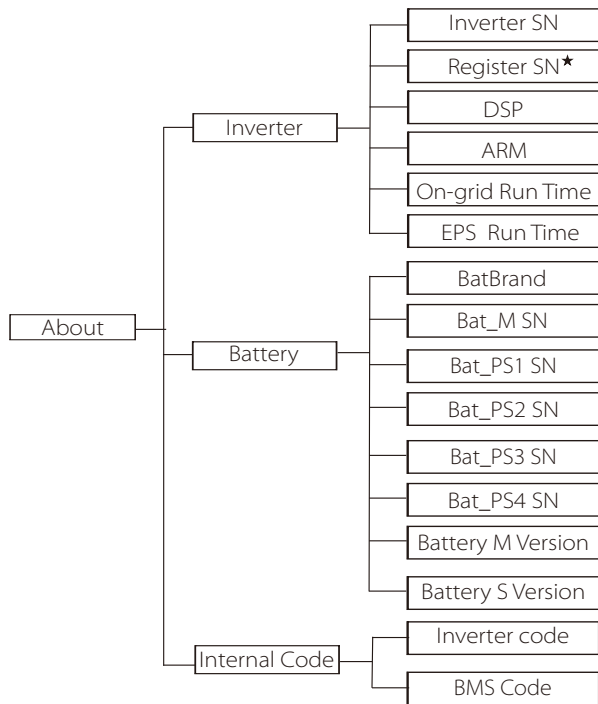 About
Inverter
Inverter SN
Register SN★
DSP
ARM
On-grid Run Time
EPS Run Time
Battery
BatBrand
Bat_M SN
Bat_PS1 SN
Bat_PS2 SN
Bat_PS3 SN
Bat_PS4 SN
Battery M Version
Battery S Version
Internal Code
Inverter code
BMS Code